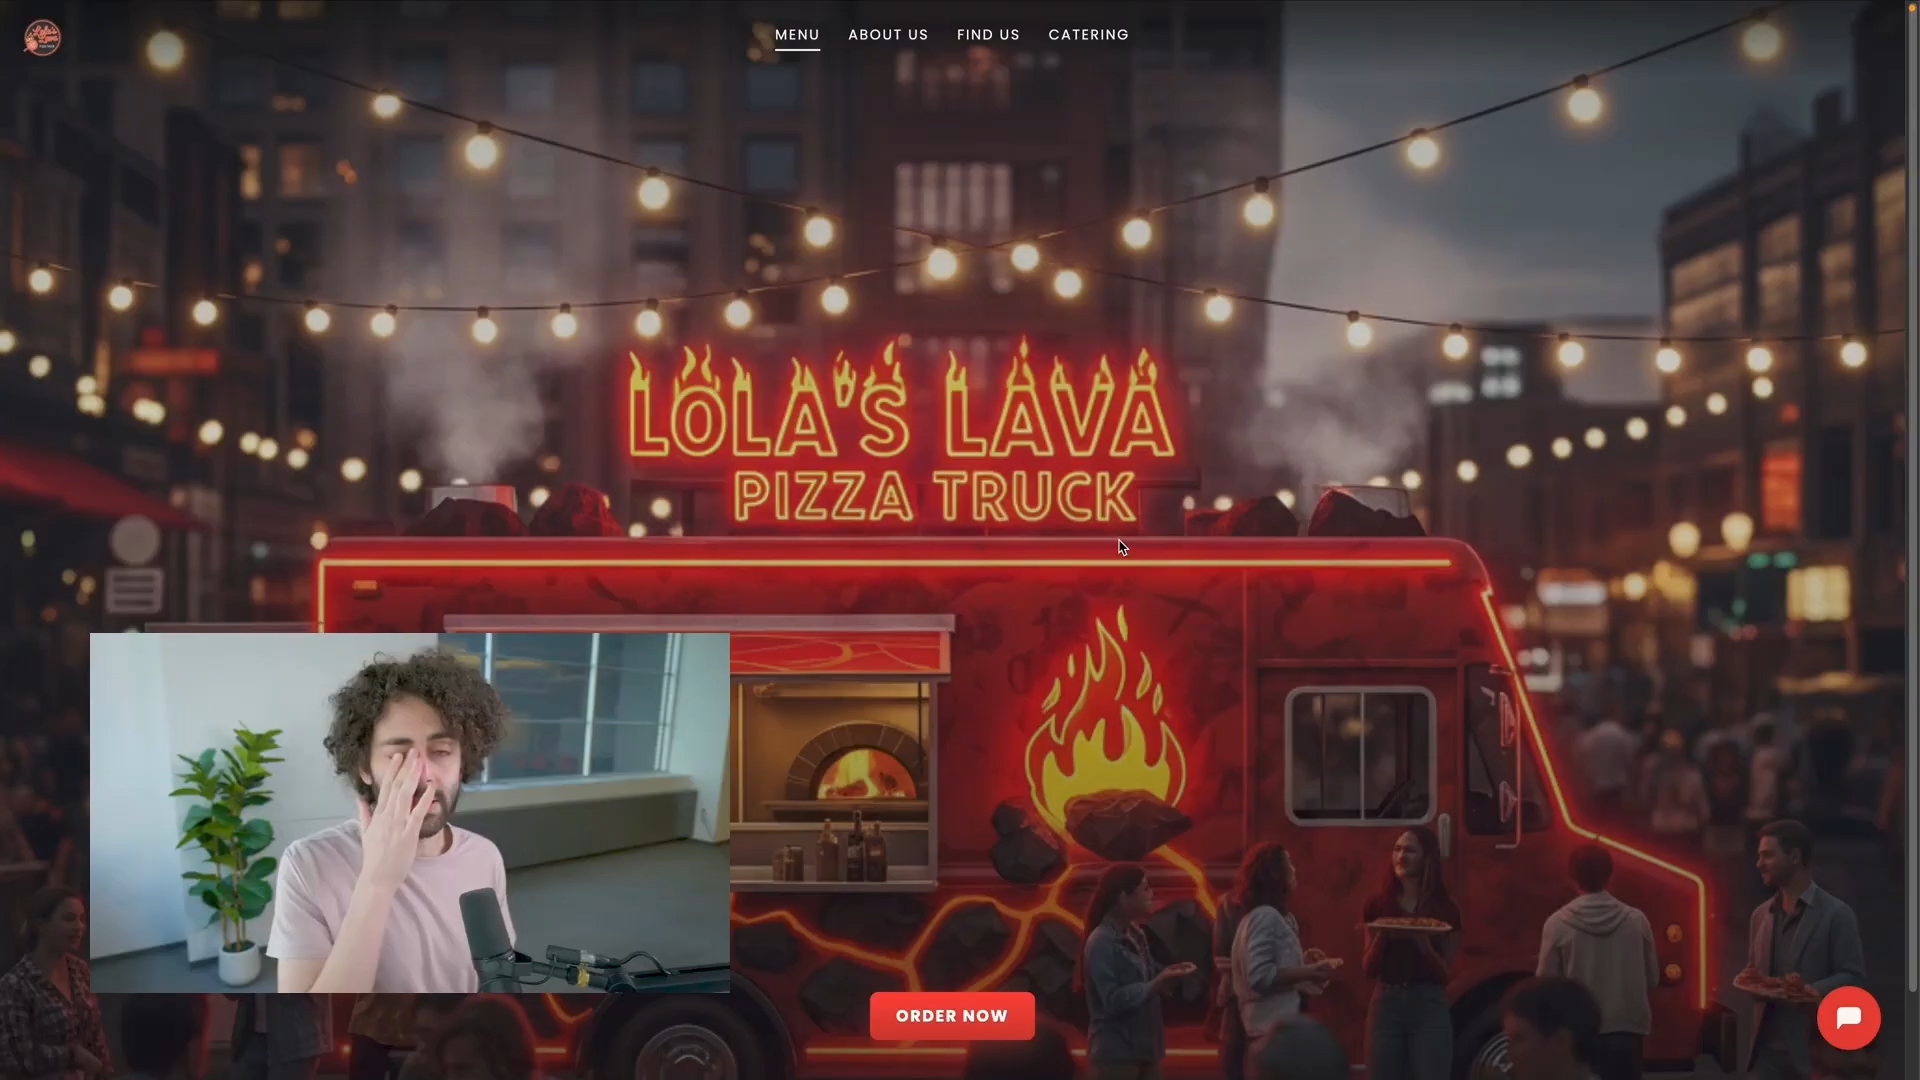 MENU ABOUT US FIND US CATERING
LOLA'S LAVA
PIZZA TRUCK
ORDER NOW